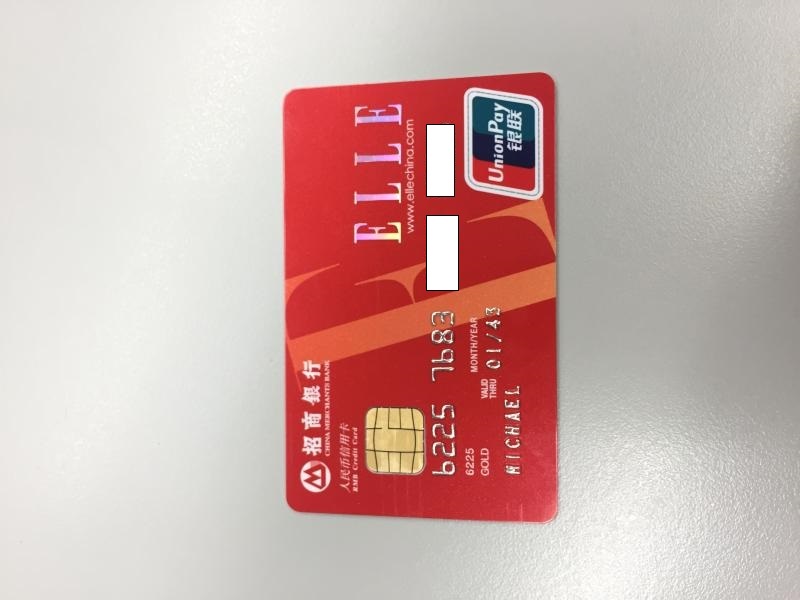 招商银行
CHINA MERCHANTS BANK
人民币信用卡
RMB Credit Card
ELLE
www.ellechina.com
6225 7683
6225
MONTH/YEAR
GOLD
VALID THRU
01/43
MICHAEL
UnionPay
银联